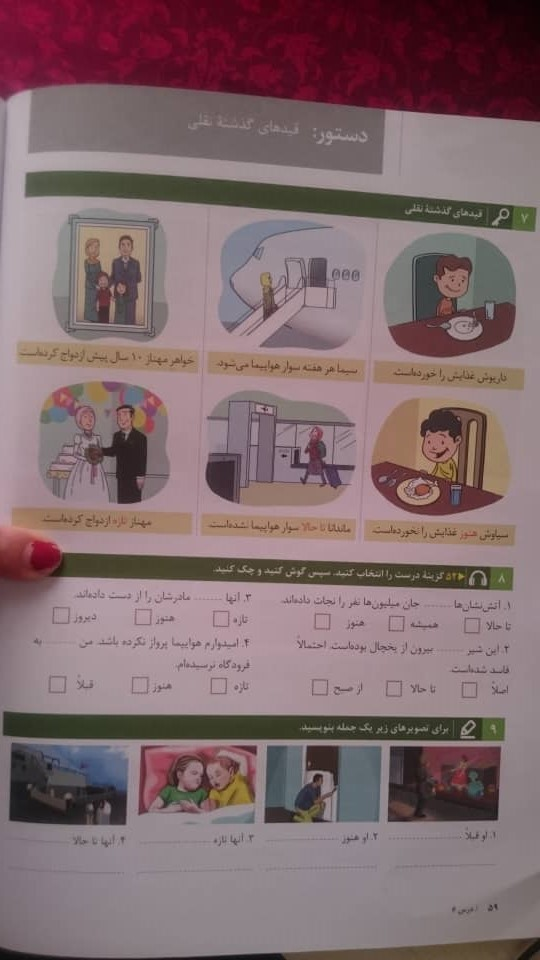 دستور: قیدهای گذشتهٔ نقلی
۷ قیدهای گذشتهٔ نقلی
داریوش غذایش را خورده‌است.
سیما هر هفته سوار هواپیما می‌شود.
خواهر مهناز ۱۰ سال پیش ازدواج کرده‌است
سیاوش هنوز غذایش را نخورده‌است.
ماندانا تا حالا سوار هواپیما نشده‌است
مهناز تازه ازدواج کرده‌است.
۸ ۵۲ گزینهٔ درست را انتخاب کنید. سپس گوش کنید و چک کنید.
۱. آتش‌نشان‌ها ........ جان میلیون‌ها نفر را نجات داده‌اند.
تا حالا همیشه هنوز
۲. این شیر ........ بیرون از یخچال بوده‌است. احتمالاً
فاسد شده‌است.
اصلاً تا حالا از صبح
۳. آنها ........ مادرشان را از دست داده‌اند.
تازه هنوز دیروز
۴. امیدوارم هواپیما پرواز نکرده باشد. من ........ به
فرودگاه نرسیده‌ام.
تازه هنوز قبلاً
۹ برای تصویرهای زیر یک جمله بنویسید.
۱. او قبلاً ........
۲. او هنوز ........
۳. آنها تازه ........
۴. آنها تا حالا ........
۵۹ / درس ۴